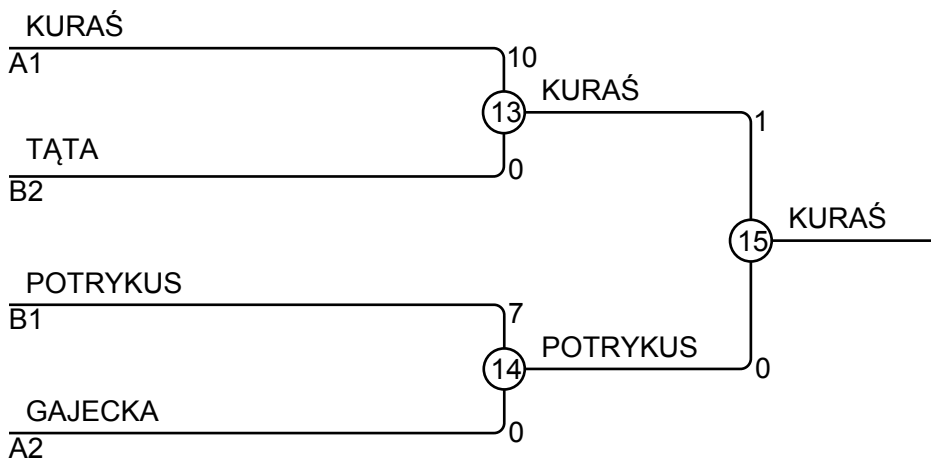 KURAŚ
A1
10
13
KURAŚ
1
TĄTA
B2
0
15
KURAŚ
POTRYKUS
B1
7
14
POTRYKUS
0
GAJECKA
A2
0